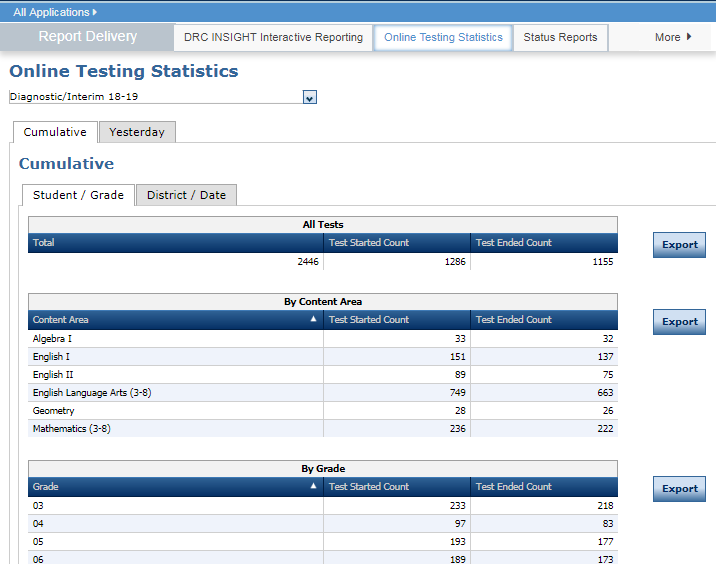 All Applications
Report Delivery DRC INSIGHT Interactive Reporting Online Testing Statistics Status Reports More
Online Testing Statistics
Diagnostic/Interim 18-19
Cumulative Yesterday
Cumulative
Student / Grade District / Date
All Tests
Total Test Started Count Test Ended Count Export
2446 1286 1155
By Content Area
Content Area Test Started Count Test Ended Count Export
Algebra I 33 32
English I 151 137
English II 89 75
English Language Arts (3-8) 749 663
Geometry 28 26
Mathematics (3-8) 236 222
By Grade
Grade Test Started Count Test Ended Count Export
03 233 218
04 97 83
05 193 177
06 189 173